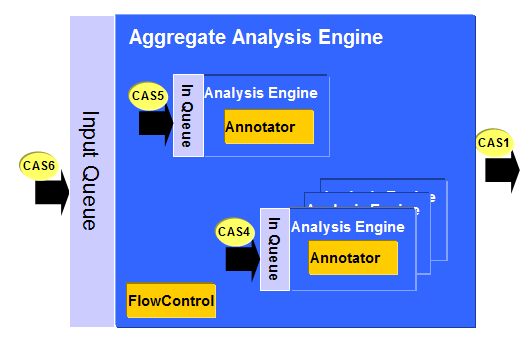 Aggregate Analysis Engine
CAS5
In Queue
Analysis Engine
Annotator
CAS6
Input Queue
CAS1
CAS4
In Queue
Analysis Engine
Annotator
FlowControl